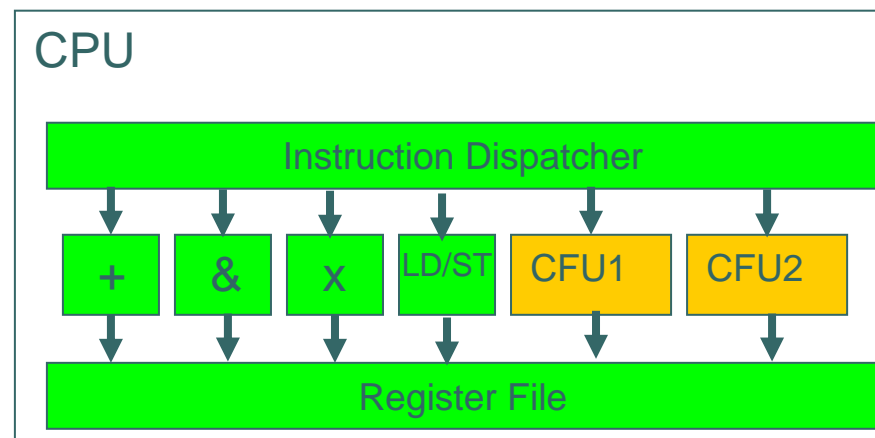 CPU
Instruction Dispatcher
+ & x LD/ST CFU1 CFU2
Register File